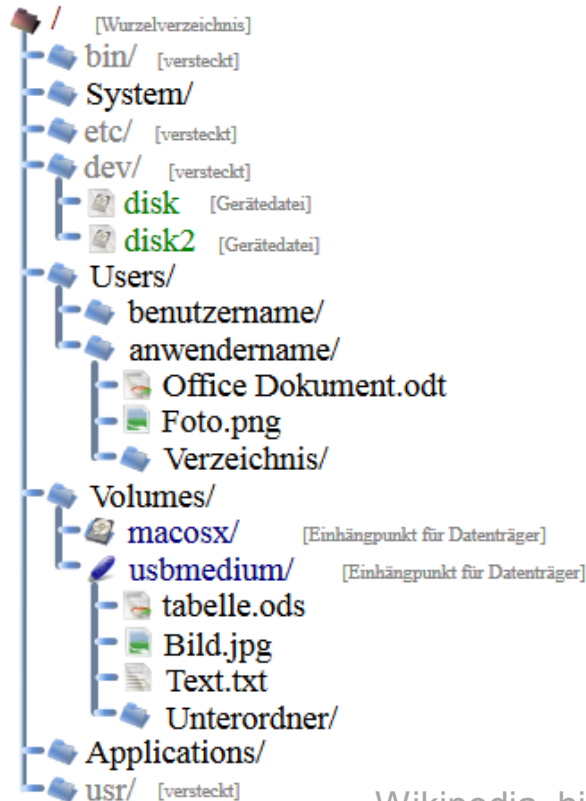 / [Wurzelverzeichnis]
bin/ [versteckt]
System/
etc/ [versteckt]
dev/ [versteckt]
disk [Gerätedatei]
disk2 [Gerätedatei]
Users/
benutzername/
anwendername/
Office Dokument.odt
Foto.png
Verzeichnis/
Volumes/
macosx/ [Einhängpunkt für Datenträger]
usbmedium/ [Einhängpunkt für Datenträger]
tabelle.ods
Bild.jpg
Text.txt
Unterordner/
Applications/
usr/ [versteckt]